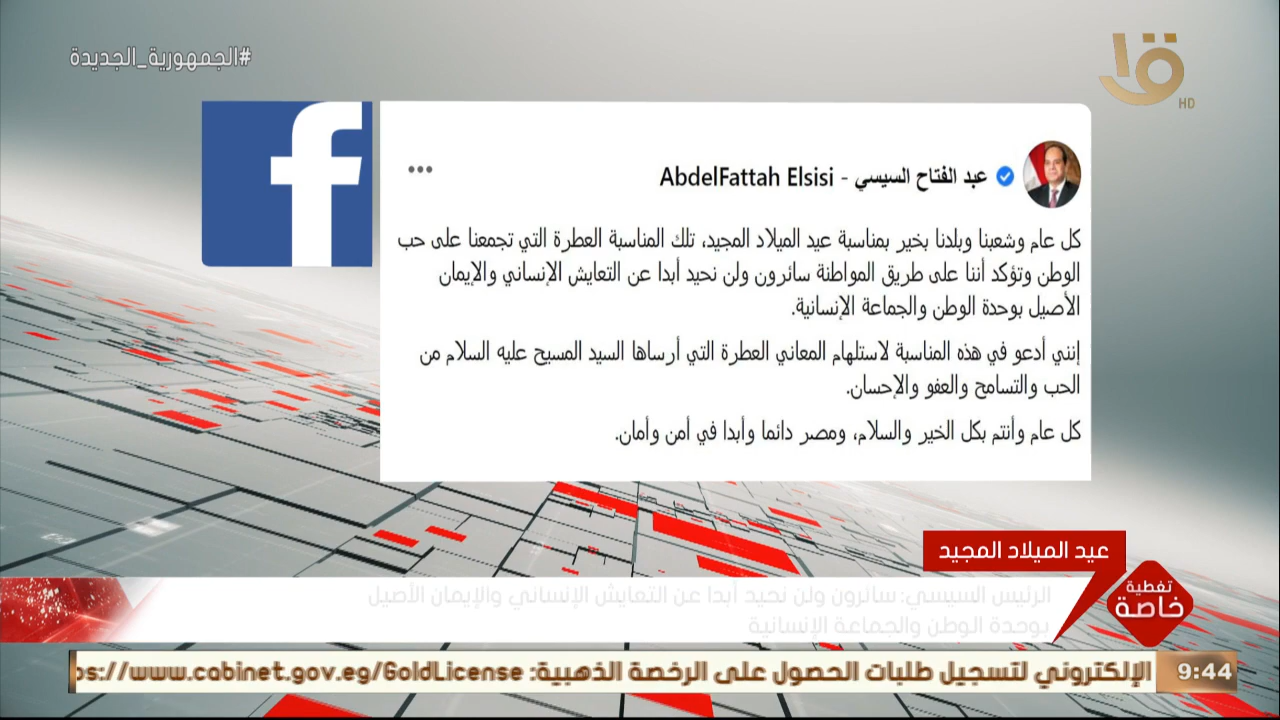 #الجمهورية_الجديدة
HD
عبد الفتاح السيسي - AbdelFattah Elsisi
كل عام وشعبنا وبلدنا بخير بمناسبة عيد الميلاد المجيد، تلك المناسبة العطرة التي تجمعنا على حب
الوطن وتؤكد أننا على طريق المواطنة سائرون ولن نحيد أبدا عن التعايش الإنساني والإيمان
الأصيل بوحدة الوطن والجماعة الإنسانية.
إنني أدعو في هذه المناسبة لاستلهام المعاني العطرة التي أرساها السيد المسيح عليه السلام من
الحب والتسامح والعفو والإحسان.
كل عام وأنتم بكل الخير والسلام، ومصر دائما وأبدا في أمن وأمان.
عيد الميلاد المجيد
تغطية
خاصة
الرئيس السيسي: سائرون ولن نحيد أبدا عن التعايش الإنساني والإيمان الأصيل
بوحدة الوطن والجماعة الإنسانية
9:44
الإلكتروني لتسجيل طلبات الحصول على الرخصة الذهبية: ps://www.cabinet.gov.eg/GoldLicense